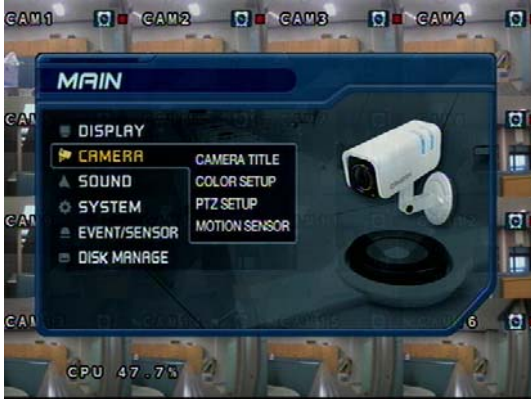 CAM1 CAM2 CAM3 CAM4
MAIN
DISPLAY
CAMERA
CAMERA TITLE
SOUND
COLOR SETUP
SYSTEM
PTZ SETUP
EVENT/SENSOR
MOTION SENSOR
DISK MANAGE
6
CPU 47.7%